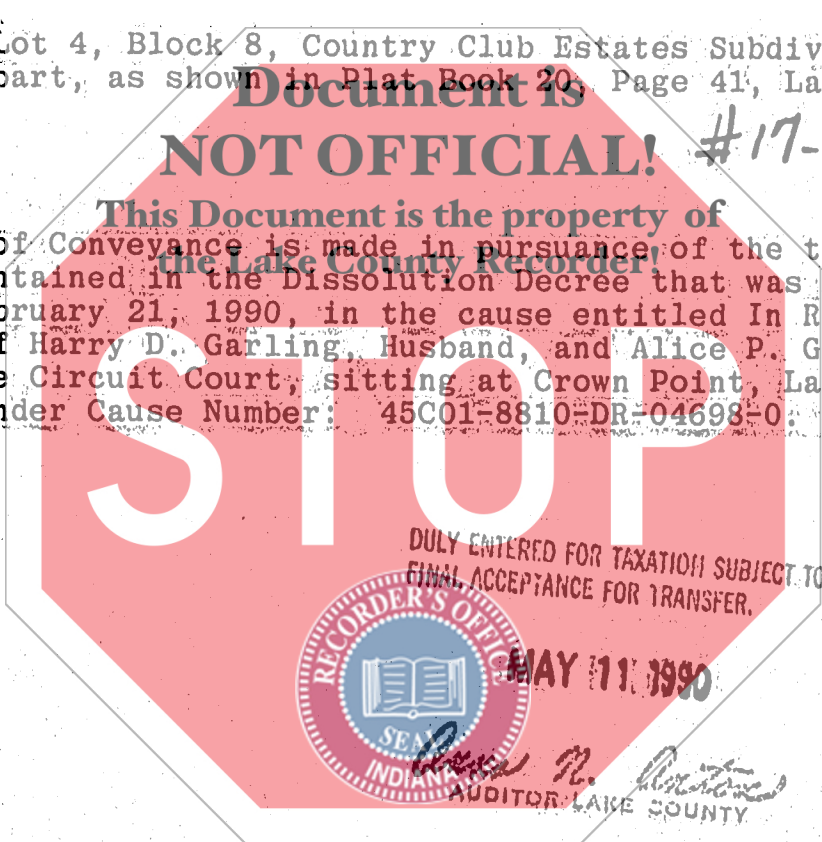 Lot 4, Block 8, Country Club Estates Subdiv
part, as shown in Plat Book 20, Page 41, La
Document is
NOT OFFICIAL!
#17-
This Document is the property of
the Lake County Recorder!
of Conveyance is made in pursuance of the t
ntained in the Dissolution Decree that was
bruary 21, 1990, in the cause entitled In R
f Harry D. Garling, Husband, and Alice P. G
e Circuit Court, sitting at Crown Point, La
nder Cause Number: 45C01-8810-DR-04698-0.
STOP
DULY ENTERED FOR TAXATION SUBJECT TO
FINAL ACCEPTANCE FOR TRANSFER.
RECORDER'S OFFICE
SEAL
INDIANA
MAY 11 1990
N.
AUDITOR LAKE COUNTY